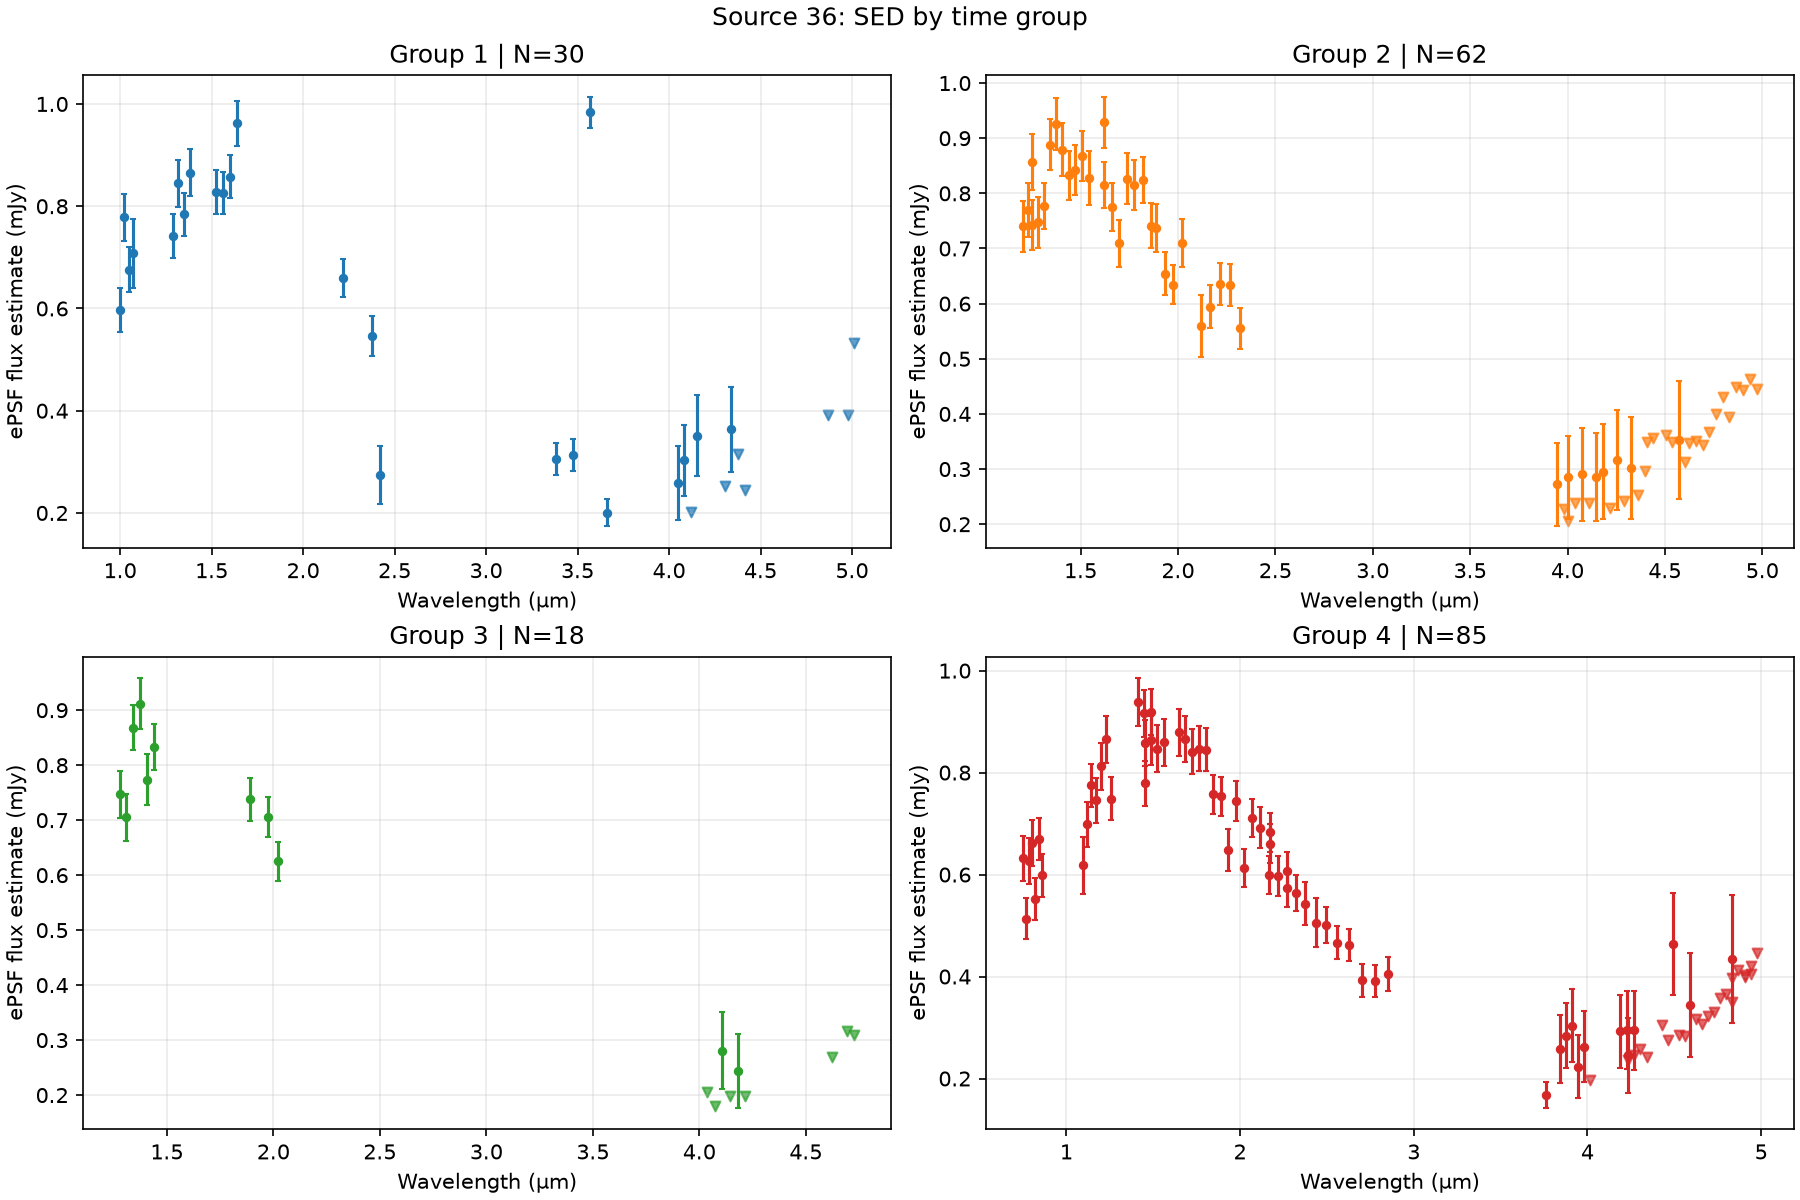 Source 36: SED by time group
Group 1 | N=30
ePSF flux estimate (mJy)
1.0
0.8
0.6
0.4
0.2
1.0 1.5 2.0 2.5 3.0 3.5 4.0 4.5 5.0
Wavelength (μm)
Group 2 | N=62
ePSF flux estimate (mJy)
1.0
0.9
0.8
0.7
0.6
0.5
0.4
0.3
0.2
1.5 2.0 2.5 3.0 3.5 4.0 4.5 5.0
Wavelength (μm)
Group 3 | N=18
ePSF flux estimate (mJy)
0.9
0.8
0.7
0.6
0.5
0.4
0.3
0.2
1.5 2.0 2.5 3.0 3.5 4.0 4.5
Wavelength (μm)
Group 4 | N=85
ePSF flux estimate (mJy)
1.0
0.8
0.6
0.4
0.2
1 2 3 4 5
Wavelength (μm)